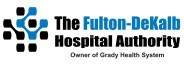 The Fulton-DeKalb
Hospital Authority
Owner of Grady Health System